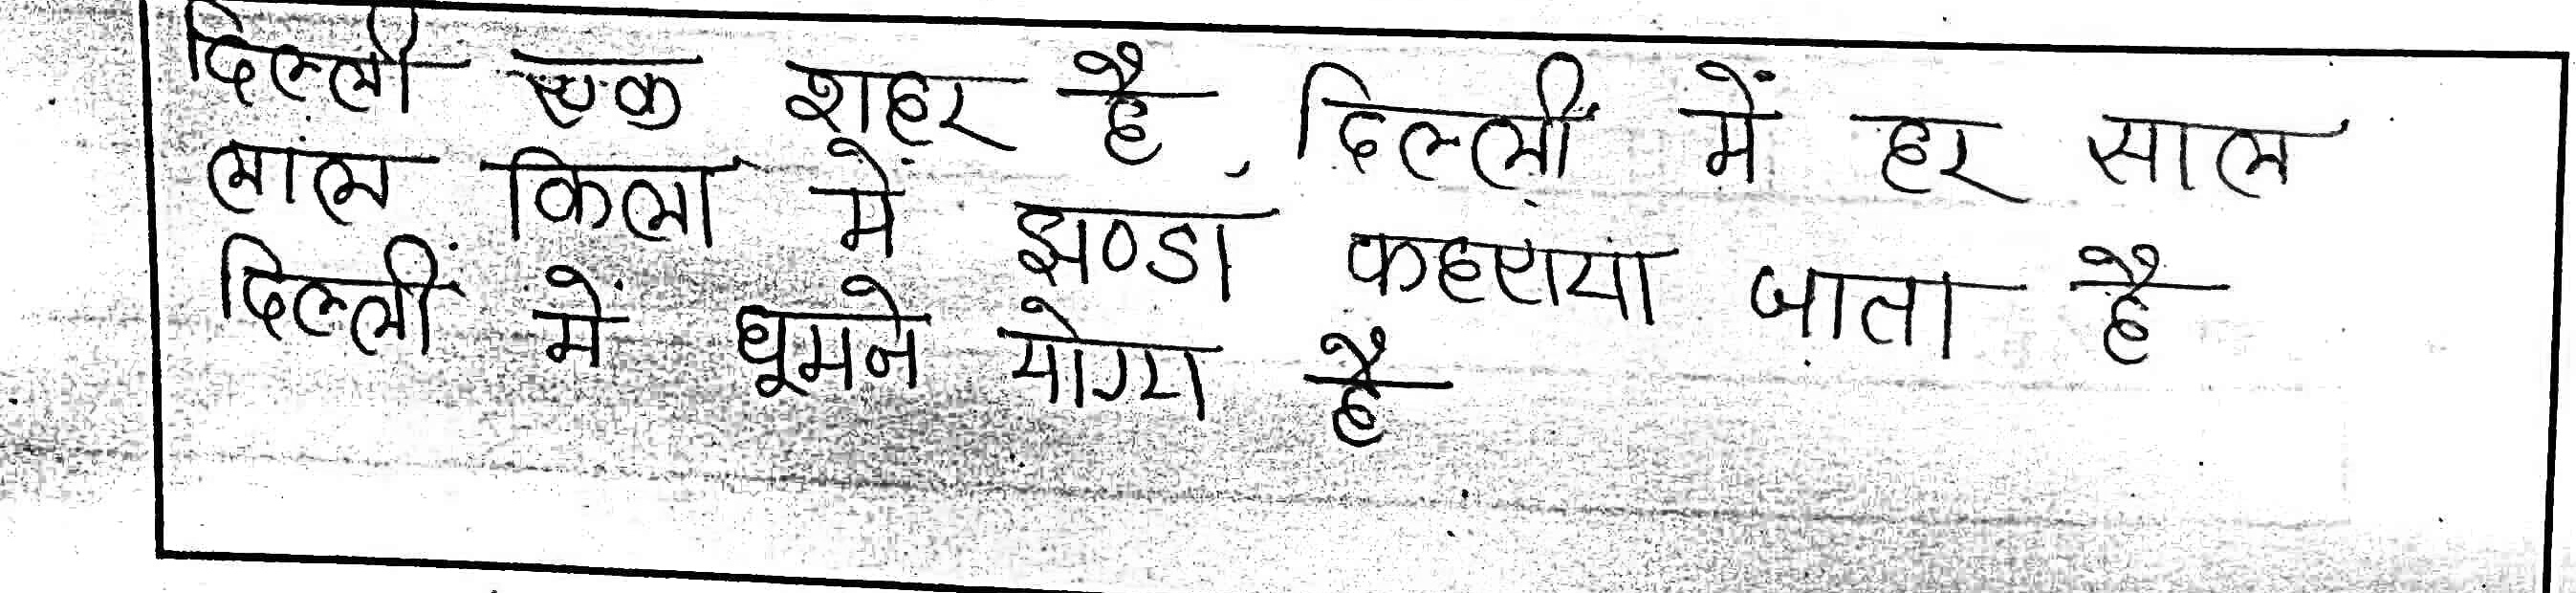 दिल्ली एक शहर है, दिल्ली में हर साल
लाल किला में झण्डा फहराया जाता है
दिल्ली में घूमने योग्य है